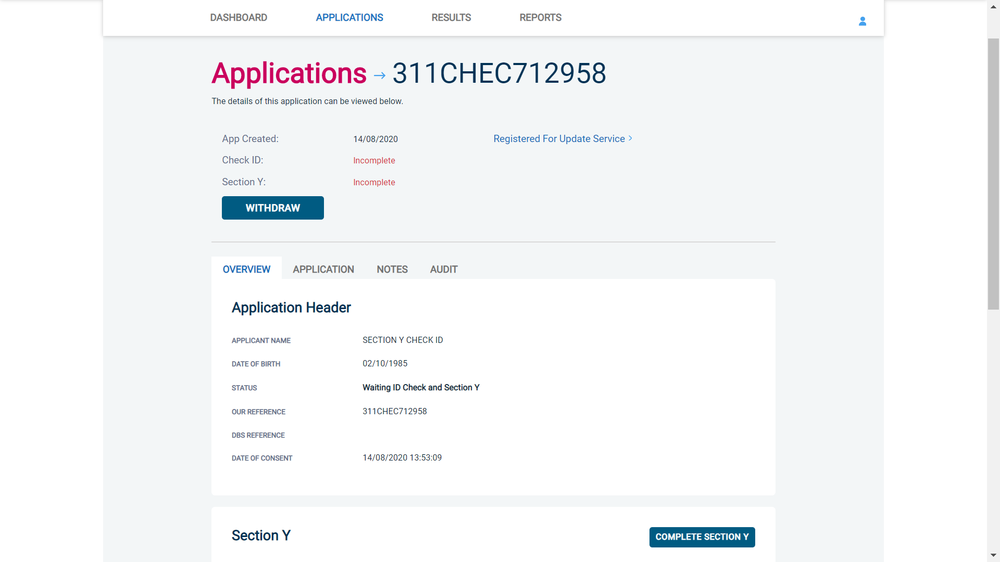 DASHBOARD APPLICATIONS RESULTS REPORTS
Applications → 311CHEC712958
The details of this application can be viewed below.
App Created: 14/08/2020 Registered For Update Service >
Check ID: Incomplete
Section Y: Incomplete
WITHDRAW
OVERVIEW APPLICATION NOTES AUDIT
Application Header
APPLICANT NAME SECTION Y CHECK ID
DATE OF BIRTH 02/10/1985
STATUS Waiting ID Check and Section Y
OUR REFERENCE 311CHEC712958
DBS REFERENCE
DATE OF CONSENT 14/08/2020 13:53:09
Section Y COMPLETE SECTION Y